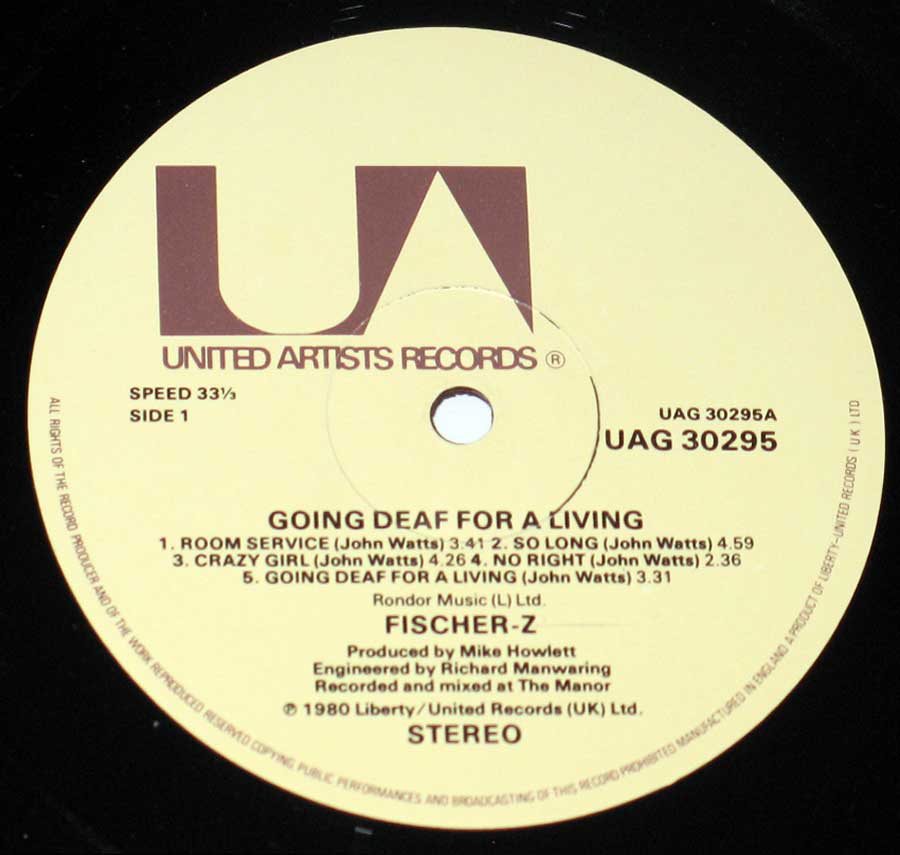 UA
UNITED ARTISTS RECORDS ®
SPEED 33⅓
SIDE 1
UAG 30295A
UAG 30295
GOING DEAF FOR A LIVING
1. ROOM SERVICE (John Watts) 3.41 2. SO LONG (John Watts) 4.59
3. CRAZY GIRL (John Watts) 4.26 4. NO RIGHT (John Watts) 2.36
5. GOING DEAF FOR A LIVING (John Watts) 3.31
Rondor Music (L) Ltd.
FISCHER-Z
Produced by Mike Howlett
Engineered by Richard Manwaring
Recorded and mixed at The Manor
℗ 1980 Liberty/United Records (UK) Ltd.
STEREO
ALL RIGHTS OF THE RECORD PRODUCER AND OF THE WORK REPRODUCED RESERVED COPYING PUBLIC PERFORMANCES AND BROADCASTING OF THIS RECORD PROHIBITED MANUFACTURED IN ENGLAND A PRODUCT OF LIBERTY-UNITED RECORDS (UK) LTD